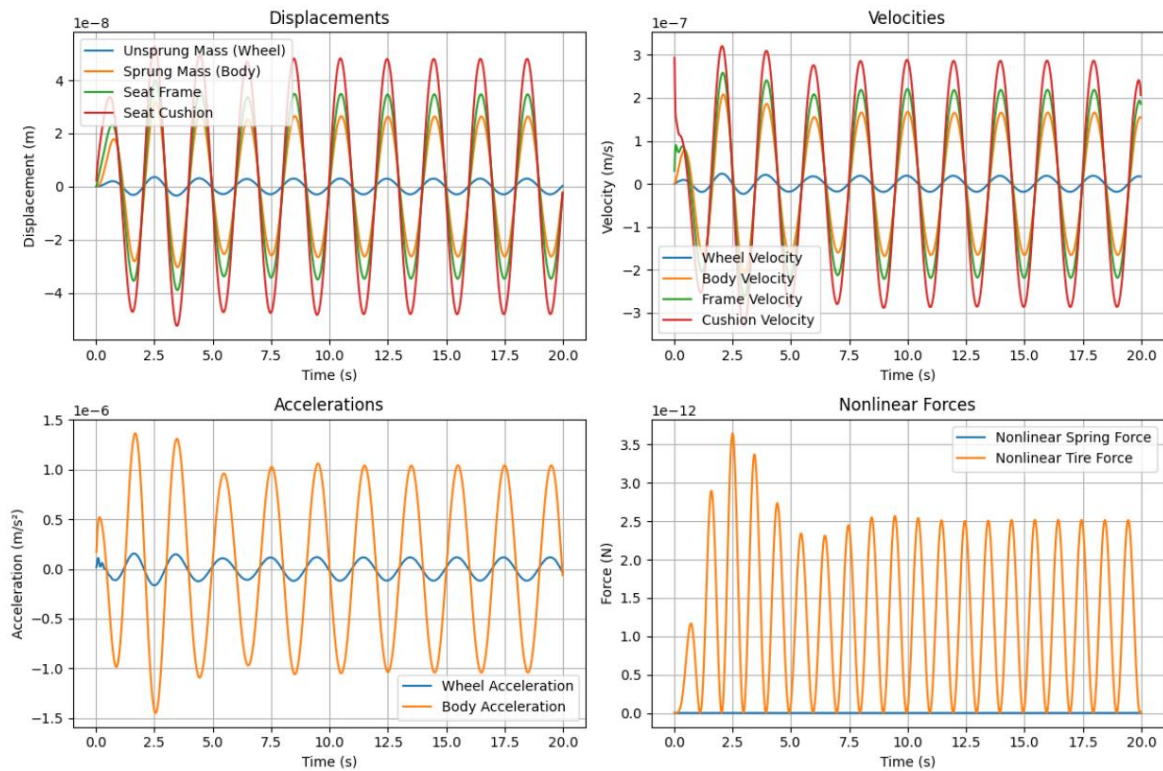 Displacements
1e−8
Unsprung Mass (Wheel)
Sprung Mass (Body)
Seat Frame
Seat Cushion
Displacement (m)
4
2
0
−2
−4
0.0 2.5 5.0 7.5 10.0 12.5 15.0 17.5 20.0
Time (s)
Velocities
1e−7
Velocity (m/s)
3
2
1
0
−1
−2
−3
Wheel Velocity
Body Velocity
Frame Velocity
Cushion Velocity
0.0 2.5 5.0 7.5 10.0 12.5 15.0 17.5 20.0
Time (s)
Accelerations
1e−6
Acceleration (m/s²)
1.5
1.0
0.5
0.0
−0.5
−1.0
−1.5
Wheel Acceleration
Body Acceleration
0.0 2.5 5.0 7.5 10.0 12.5 15.0 17.5 20.0
Time (s)
Nonlinear Forces
1e−12
Nonlinear Spring Force
Nonlinear Tire Force
Force (N)
3.5
3.0
2.5
2.0
1.5
1.0
0.5
0.0
0.0 2.5 5.0 7.5 10.0 12.5 15.0 17.5 20.0
Time (s)